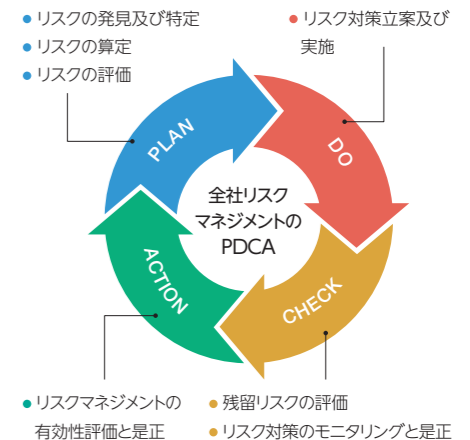 ● リスクの発見及び特定
● リスクの算定
● リスクの評価
● リスク対策立案及び
実施
PLAN
DO
全社リスク
マネジメントの
PDCA
ACTION
CHECK
● リスクマネジメントの
有効性評価と是正
● 残留リスクの評価
● リスク対策のモニタリングと是正